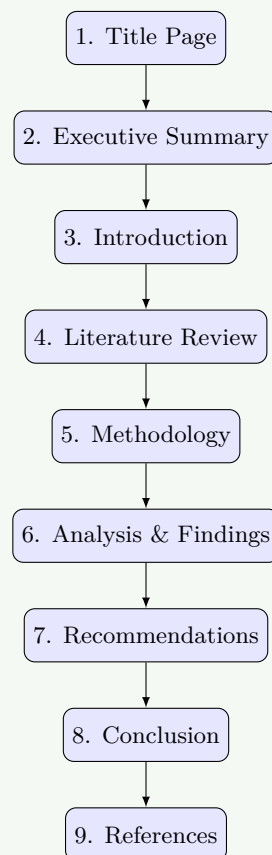 1. Title Page
2. Executive Summary
3. Introduction
4. Literature Review
5. Methodology
6. Analysis & Findings
7. Recommendations
8. Conclusion
9. References